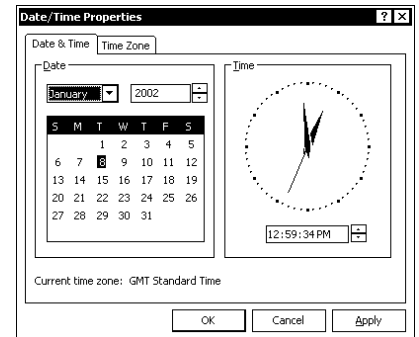 Date/Time Properties
Date & Time Time Zone
Date
January 2002
S M T W T F S
1 2 3 4 5
6 7 8 9 10 11 12
13 14 15 16 17 18 19
20 21 22 23 24 25 26
27 28 29 30 31
Time
12:59:34 PM
Current time zone: GMT Standard Time
OK Cancel Apply